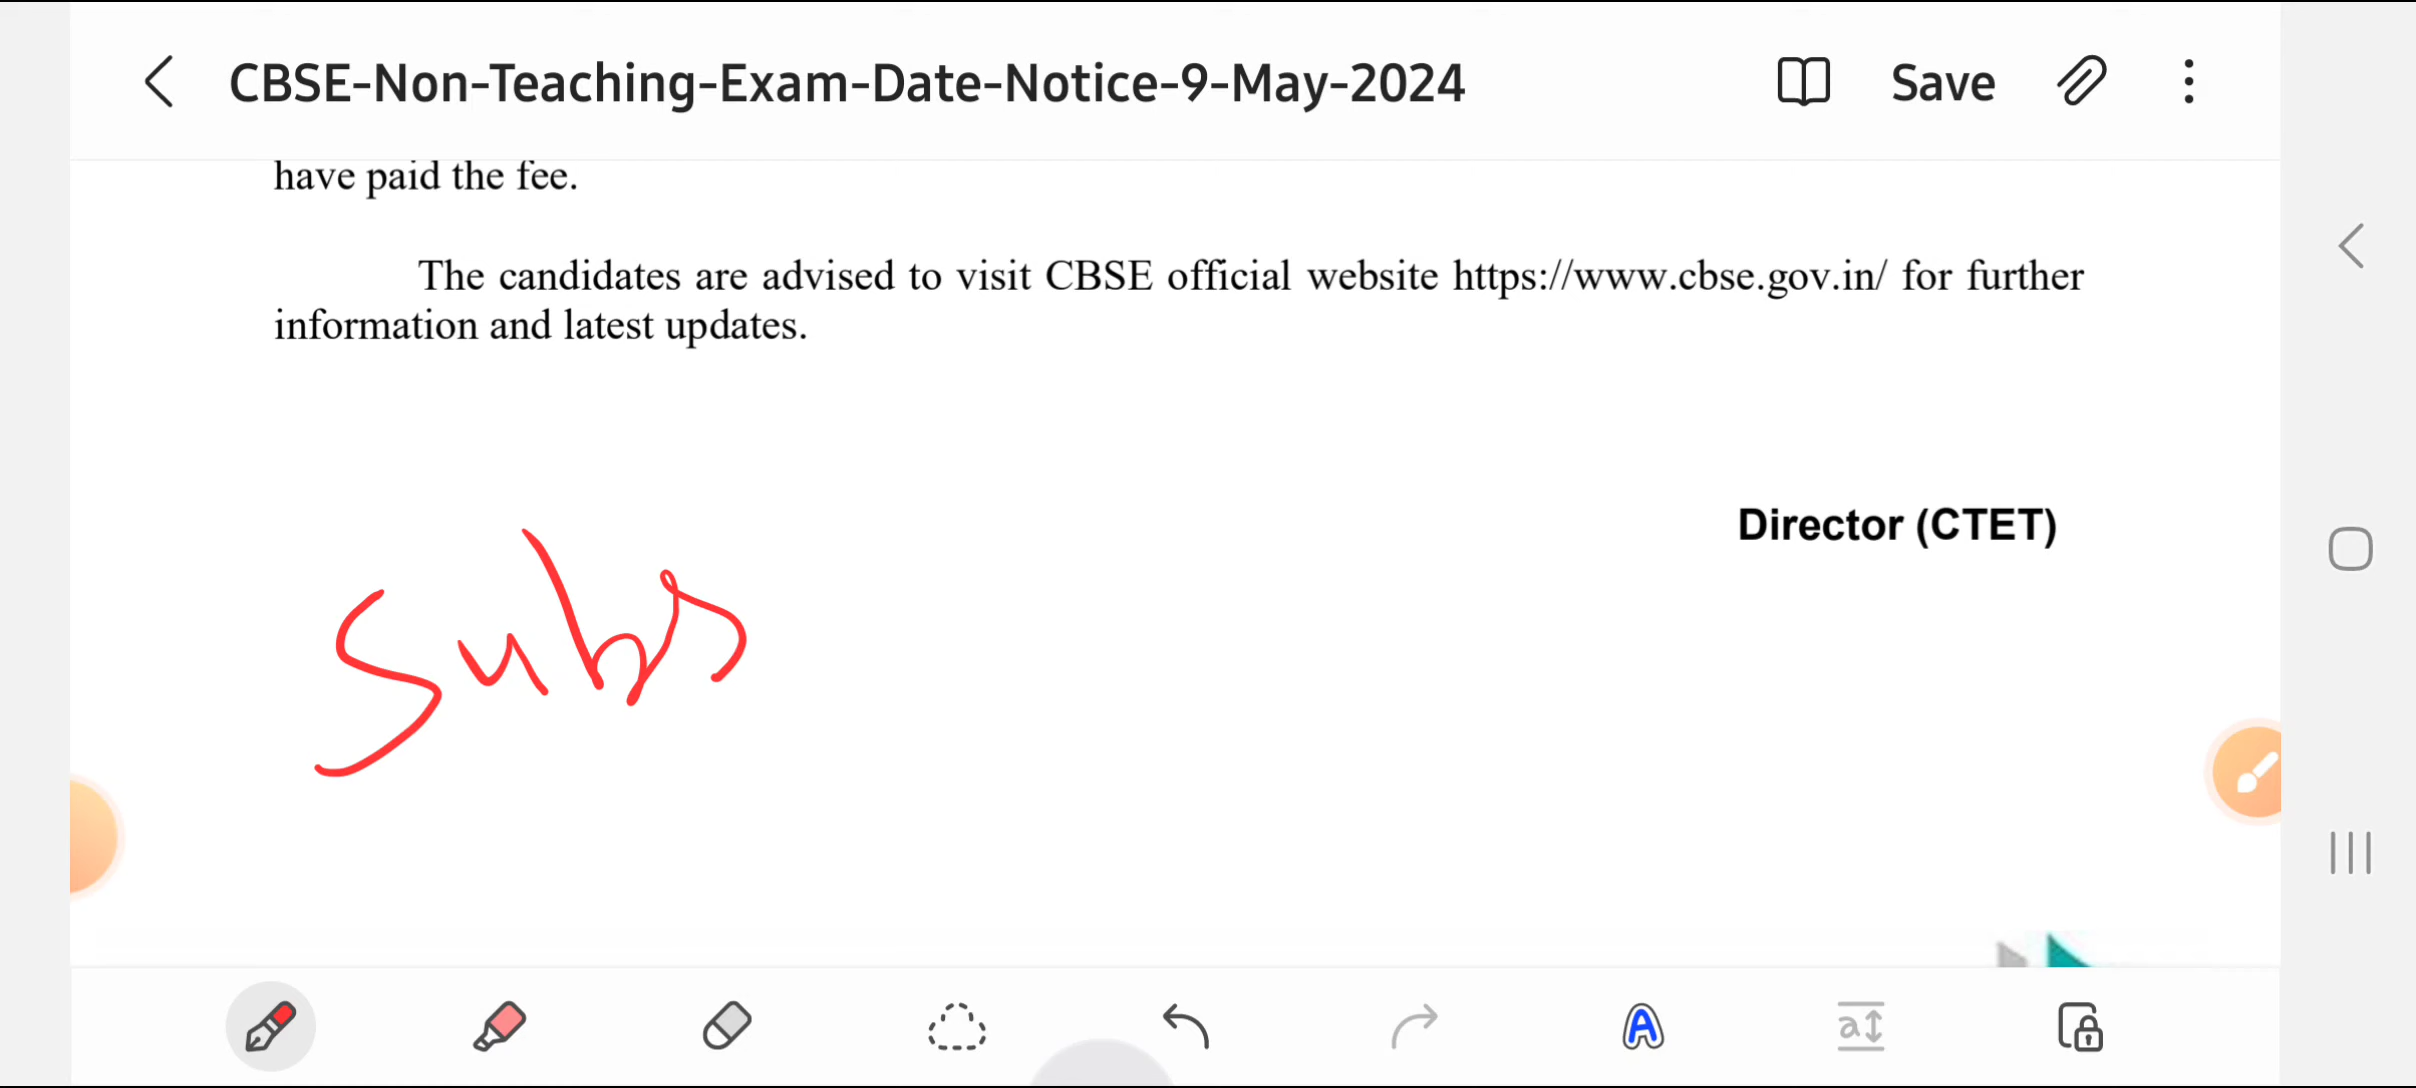 CBSE-Non-Teaching-Exam-Date-Notice-9-May-2024 Save
have paid the fee.
The candidates are advised to visit CBSE official website https://www.cbse.gov.in/ for further
information and latest updates.
Director (CTET)
Subs
A a